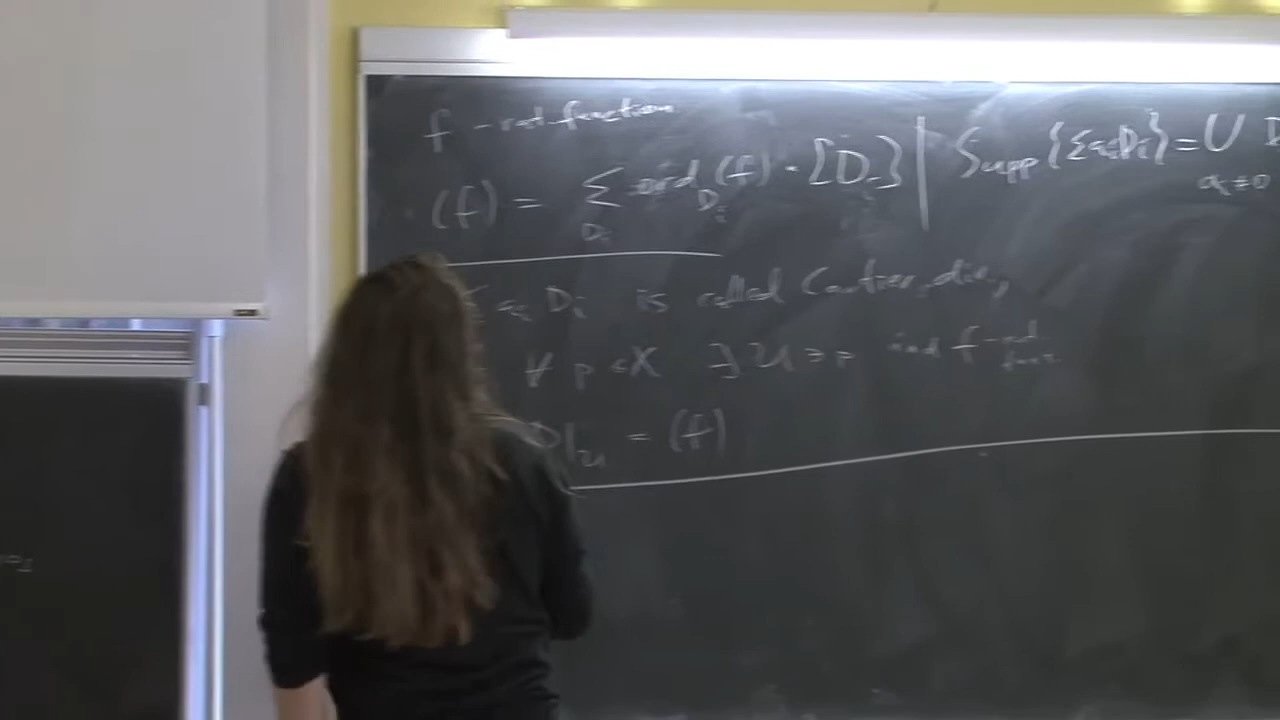 f - rat. function
(f) = Σ_{D_i} ord_{D_i}(f) · [D_i] | Supp {Σ a_i D_i} = ∪ D
a_i ≠ 0
Σ a_i D_i is called Cartier div,
∀ p ∈ X ∃ U ∋ p and f - rat func.
D|_U = (f)